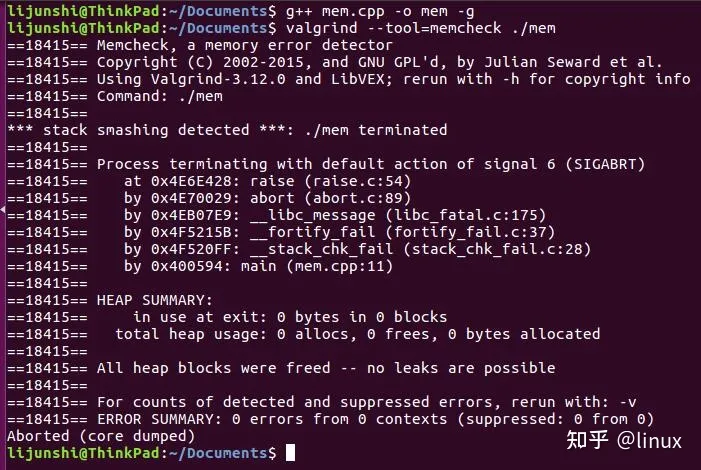 lijunshi@ThinkPad:~/Documents$ g++ mem.cpp -o mem -g
lijunshi@ThinkPad:~/Documents$ valgrind --tool=memcheck ./mem
==18415== Memcheck, a memory error detector
==18415== Copyright (C) 2002-2015, and GNU GPL'd, by Julian Seward et al.
==18415== Using Valgrind-3.12.0 and LibVEX; rerun with -h for copyright info
==18415== Command: ./mem
==18415==
*** stack smashing detected ***: ./mem terminated
==18415==
==18415== Process terminating with default action of signal 6 (SIGABRT)
==18415==    at 0x4E6E428: raise (raise.c:54)
==18415==    by 0x4E70029: abort (abort.c:89)
==18415==    by 0x4EB07E9: __libc_message (libc_fatal.c:175)
==18415==    by 0x4F5215B: __fortify_fail (fortify_fail.c:37)
==18415==    by 0x4F520FF: __stack_chk_fail (stack_chk_fail.c:28)
==18415==    by 0x400594: main (mem.cpp:11)
==18415==
==18415== HEAP SUMMARY:
==18415==     in use at exit: 0 bytes in 0 blocks
==18415==   total heap usage: 0 allocs, 0 frees, 0 bytes allocated
==18415==
==18415== All heap blocks were freed -- no leaks are possible
==18415==
==18415== For counts of detected and suppressed errors, rerun with: -v
==18415== ERROR SUMMARY: 0 errors from 0 contexts (suppressed: 0 from 0)
Aborted (core dumped)
lijunshi@ThinkPad:~/Documents$
知乎 @linux